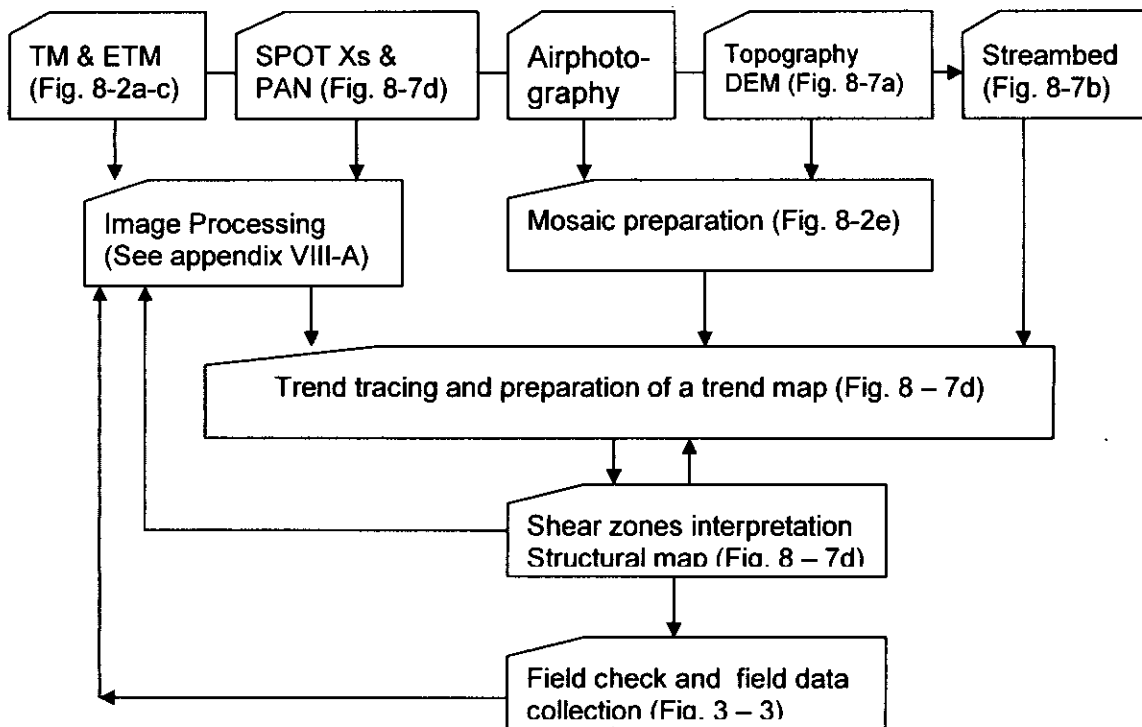 TM & ETM
(Fig. 8-2a-c)
SPOT Xs &
PAN (Fig. 8-7d)
Airphoto-
graphy
Topography
DEM (Fig. 8-7a)
Streambed
(Fig. 8-7b)
Image Processing
(See appendix VIII-A)
Mosaic preparation (Fig. 8-2e)
Trend tracing and preparation of a trend map (Fig. 8 – 7d)
Shear zones interpretation
Structural map (Fig. 8 – 7d)
Field check and field data
collection (Fig. 3 – 3)